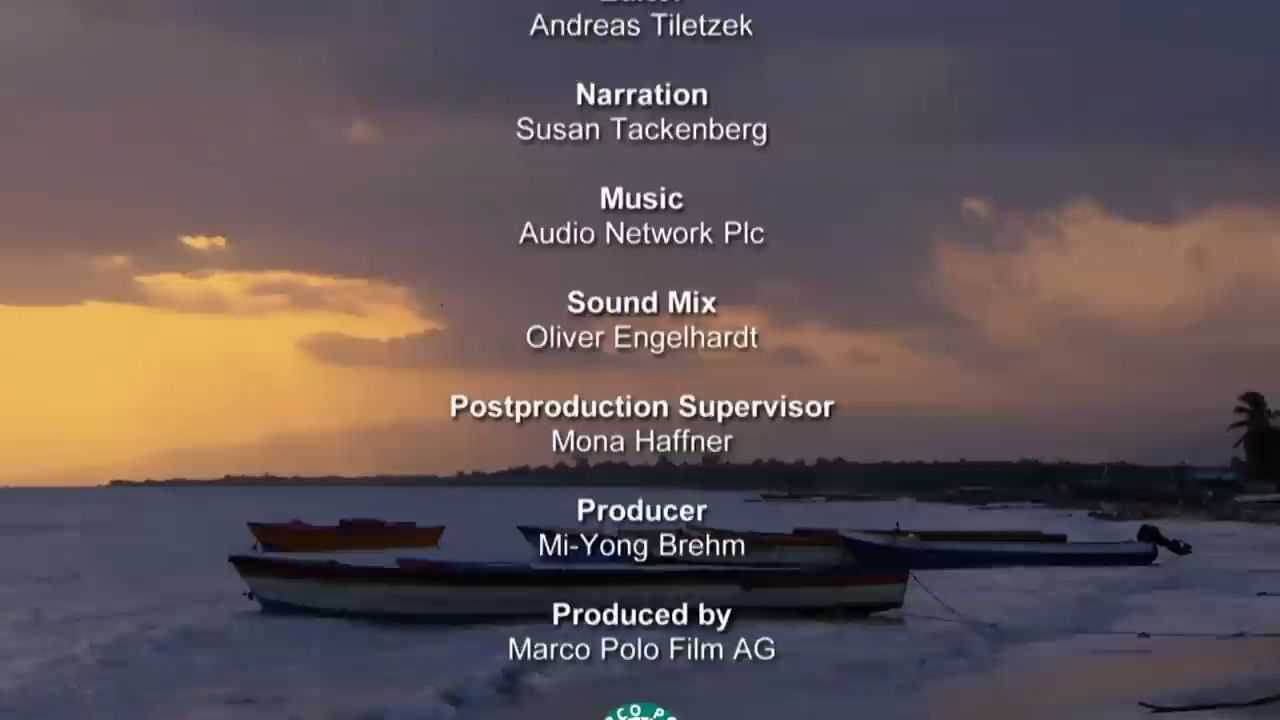 Editor
Andreas Tiletzek
Narration
Susan Tackenberg
Music
Audio Network Plc
Sound Mix
Oliver Engelhardt
Postproduction Supervisor
Mona Haffner
Producer
Mi-Yong Brehm
Produced by
Marco Polo Film AG